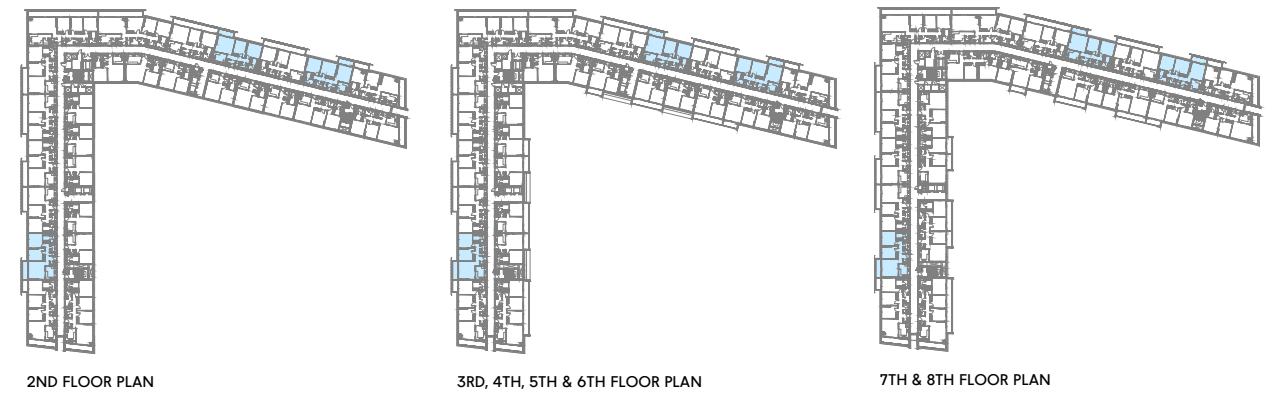 2ND FLOOR PLAN
3RD, 4TH, 5TH & 6TH FLOOR PLAN
7TH & 8TH FLOOR PLAN